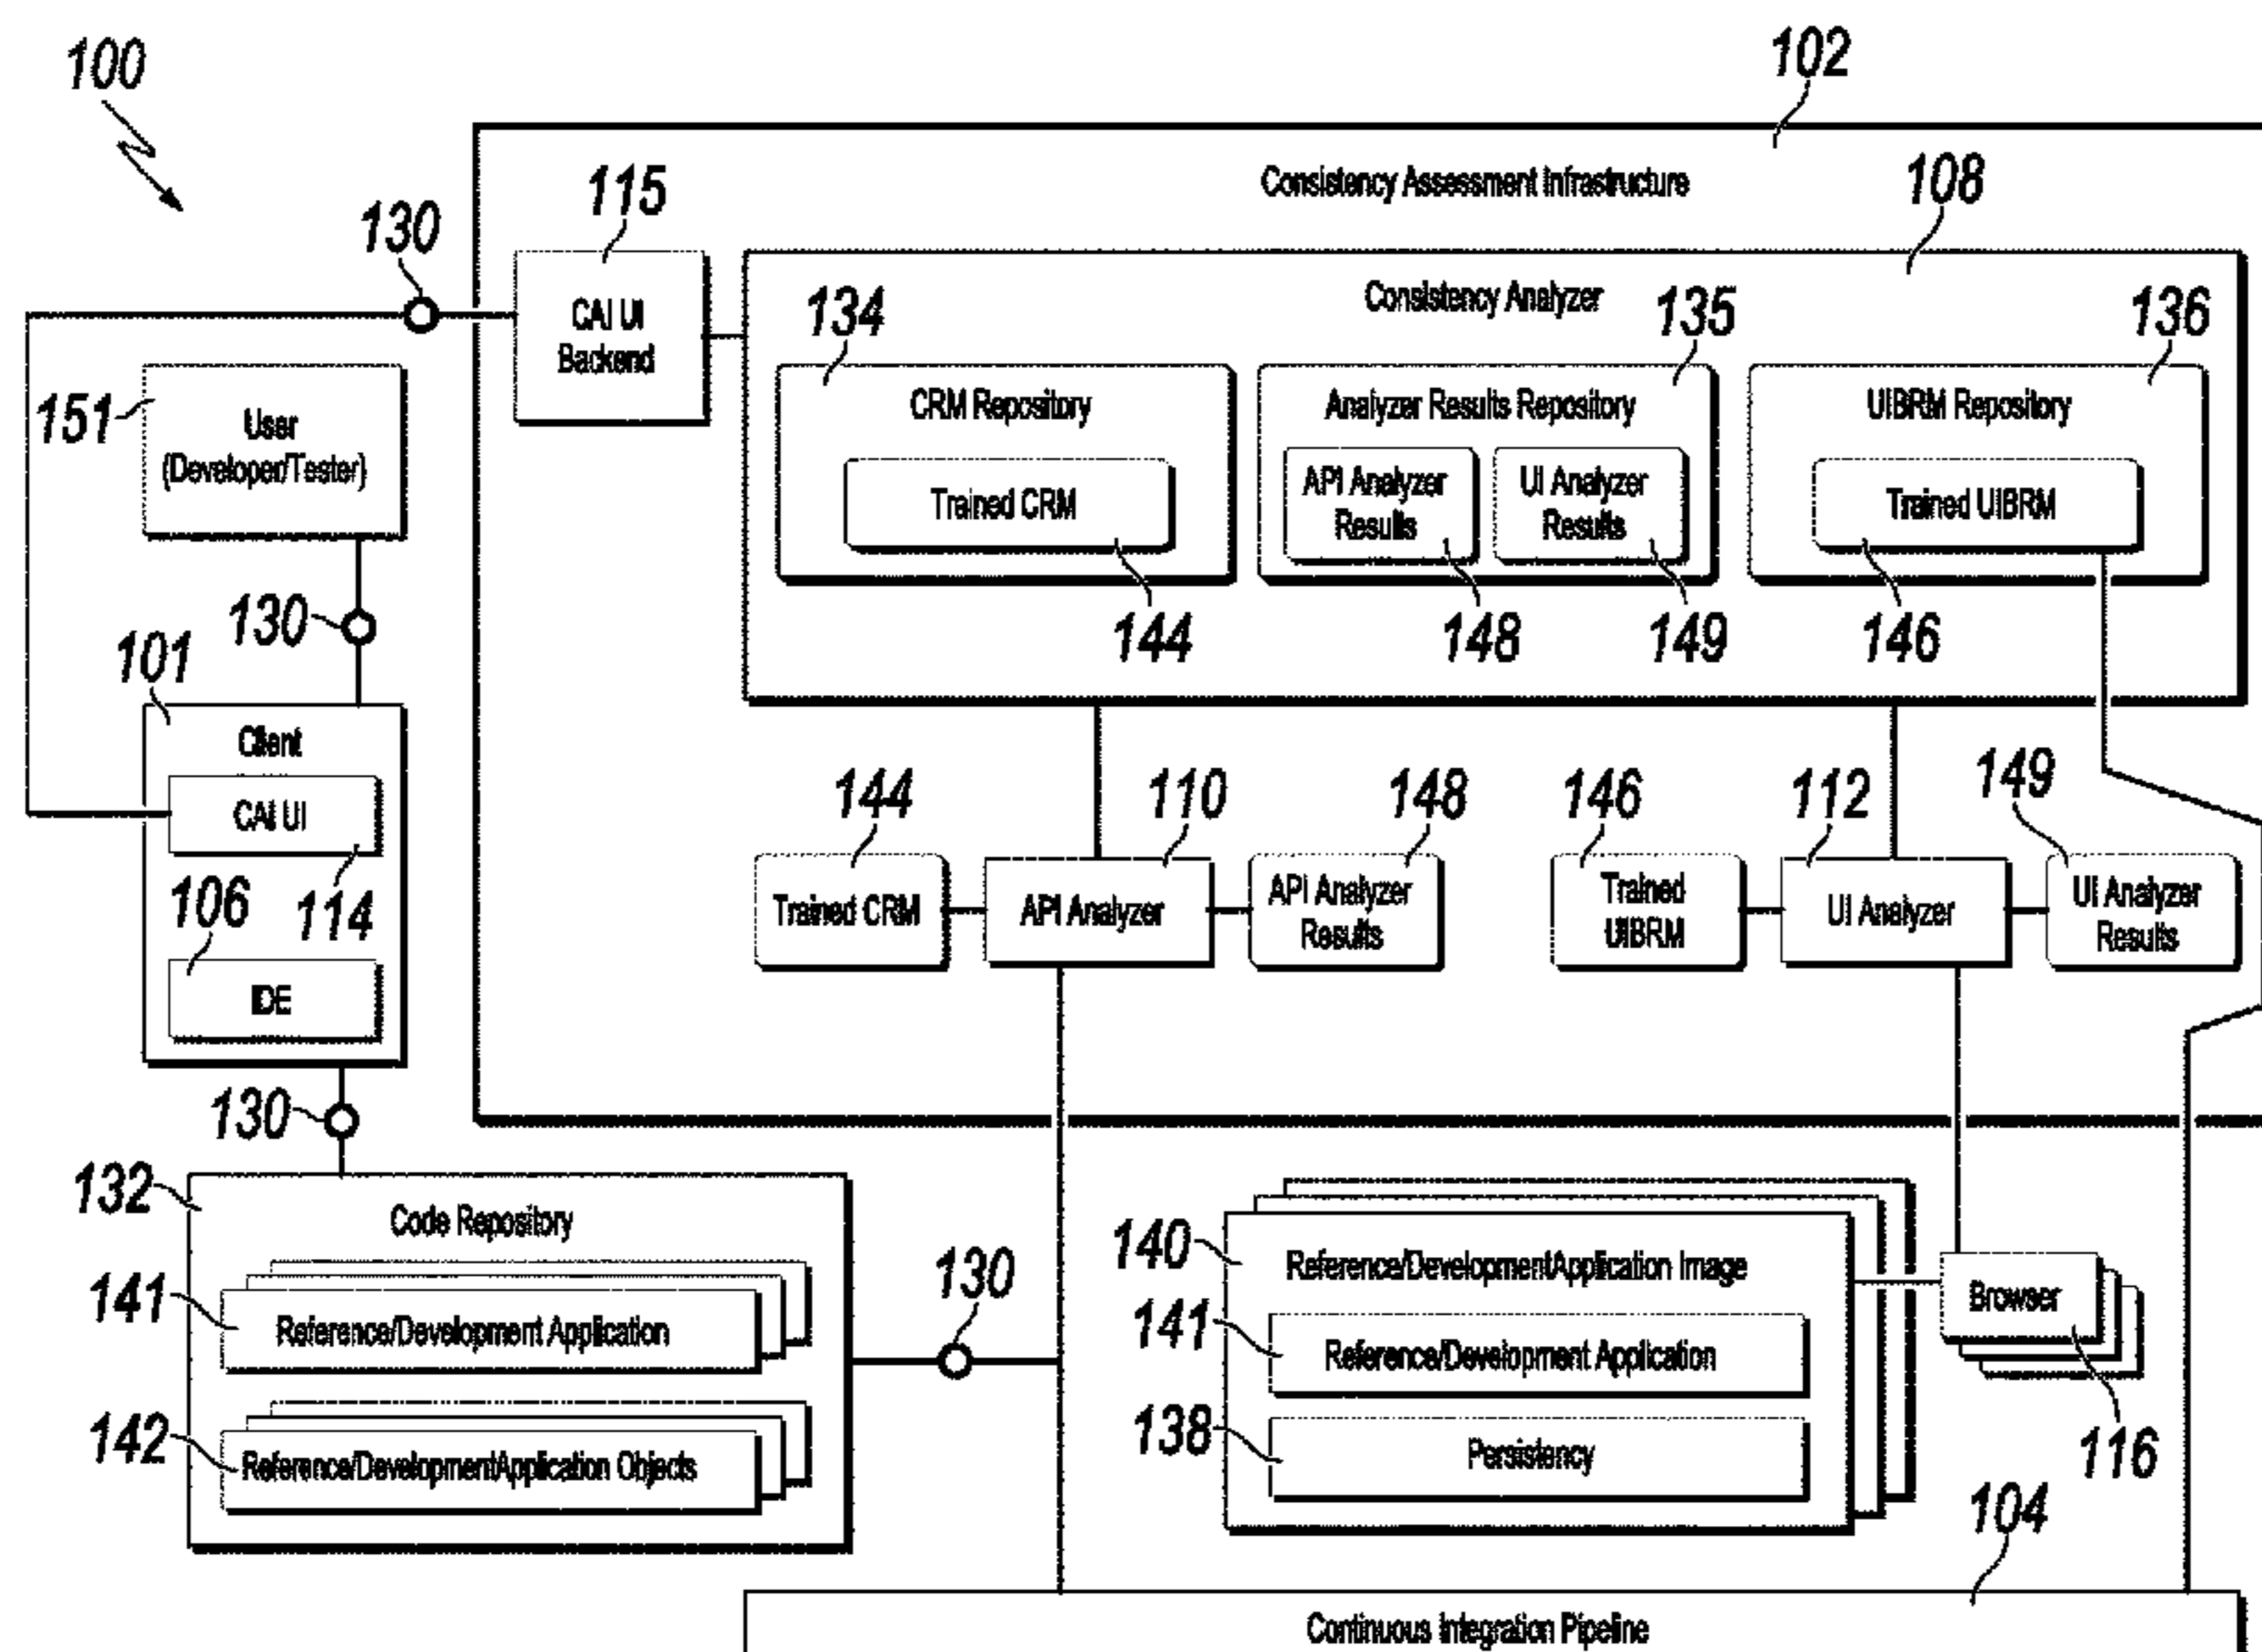 100
102
Consistency Assessment Infrastructure
108
115
130
CAI UI
Backend
Consistency Analyzer
134
135
136
CRM Repository
Analyzer Results Repository
UIBRM Repository
Trained CRM
API Analyzer
Results
UI Analyzer
Results
Trained UIBRM
144
148
149
146
151
User
(Developer/Tester)
130
101
Client
CAI UI
114
106
IDE
130
144
110
148
146
112
149
Trained CRM
API Analyzer
API Analyzer
Results
Trained
UIBRM
UI Analyzer
UI Analyzer
Results
132
Code Repository
141
Reference/Development Application
142
Reference/DevelopmentApplication Objects
130
140
Reference/DevelopmentApplication Image
141
Reference/Development Application
138
Persistency
Browser
116
104
Continuous Integration Pipeline